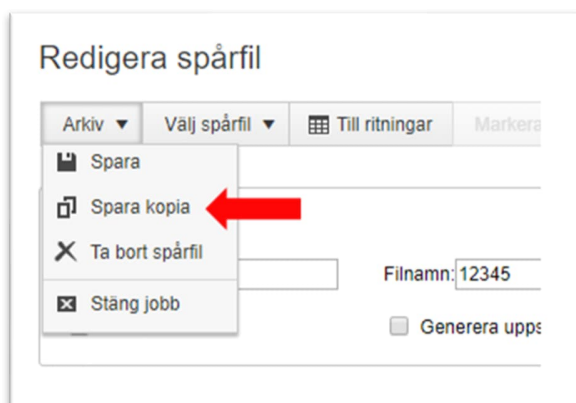 Redigera spårfil
Arkiv Välj spårfil Till ritningar Markera
Spara
Spara kopia
Ta bort spårfil
Filnamn: 12345
Stäng jobb
Generera upps